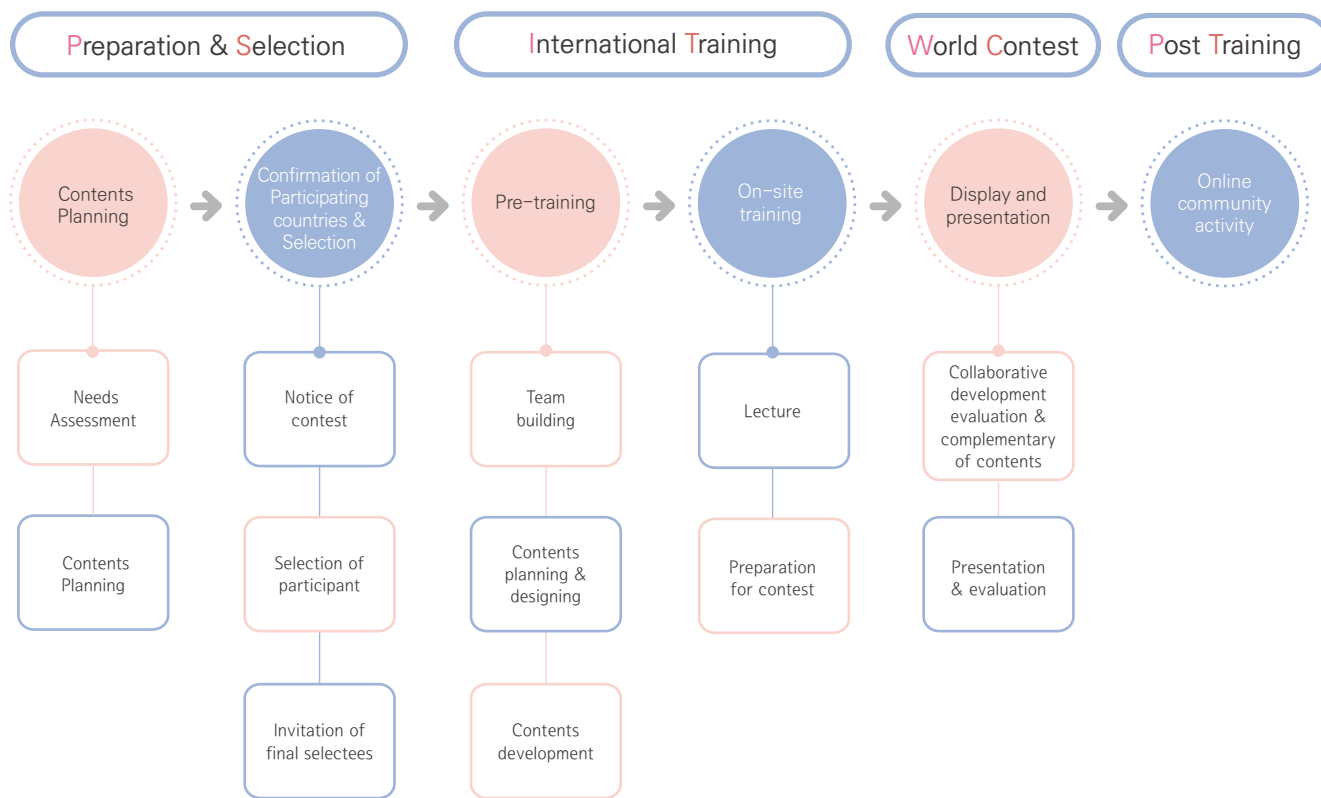 Preparation & Selection
International Training
World Contest
Post Training
Contents
Planning
Confirmation of
Participating
countries &
Selection
Pre-training
On-site
training
Display and
presentation
Online
community
activity
Needs
Assessment
Notice of
contest
Team
building
Lecture
Collaborative
development
evaluation &
complementary
of contents
Contents
Planning
Selection of
participant
Contents
planning &
designing
Preparation
for contest
Presentation
& evaluation
Invitation of
final selectees
Contents
development